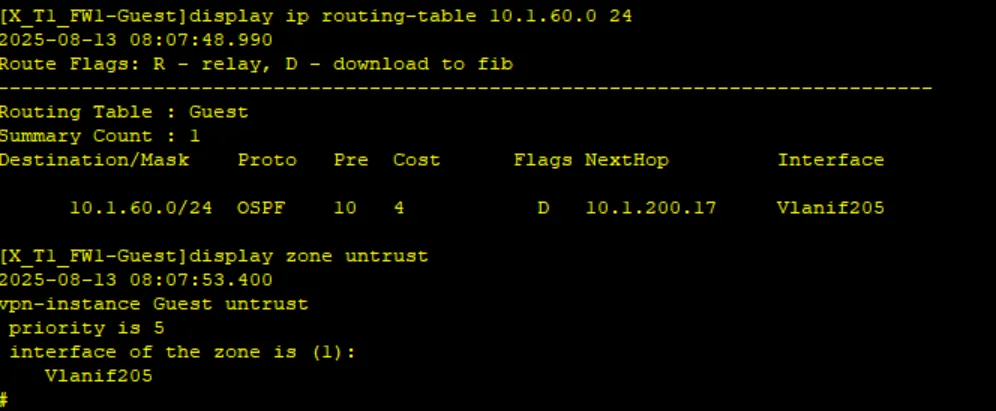 [X_T1_FW1-Guest]display ip routing-table 10.1.60.0 24
2025-08-13 08:07:48.990
Route Flags: R - relay, D - download to fib
------------------------------------------------------------------------------
Routing Table : Guest
Summary Count : 1
Destination/Mask    Proto   Pre  Cost      Flags NextHop         Interface
10.1.60.0/24  OSPF    10   4           D   10.1.200.17     Vlanif205
[X_T1_FW1-Guest]display zone untrust
2025-08-13 08:07:53.400
vpn-instance Guest untrust
priority is 5
interface of the zone is (1):
Vlanif205
#